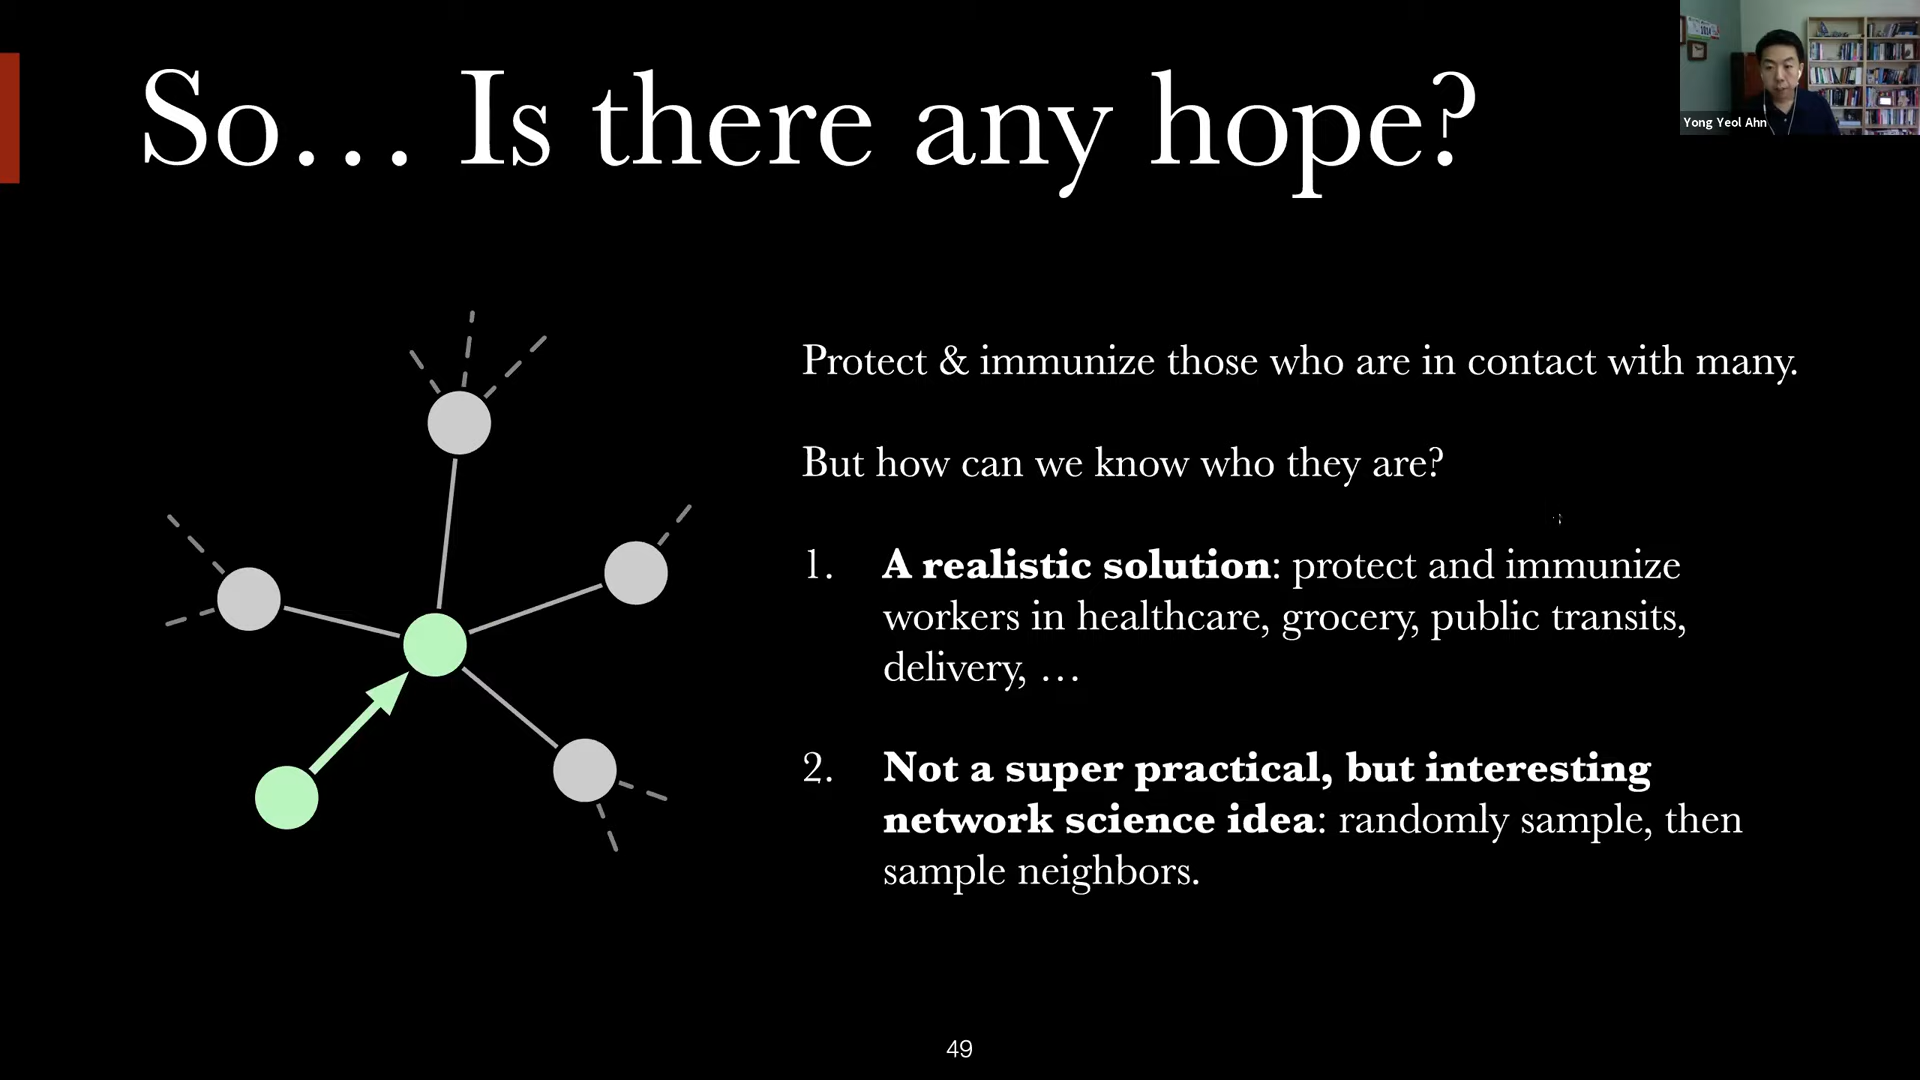 So… Is there any hope?
Yong Yeol Ahn
Protect & immunize those who are in contact with many.
But how can we know who they are?
1. A realistic solution: protect and immunize
workers in healthcare, grocery, public transits,
delivery, …
2. Not a super practical, but interesting
network science idea: randomly sample, then
sample neighbors.
49